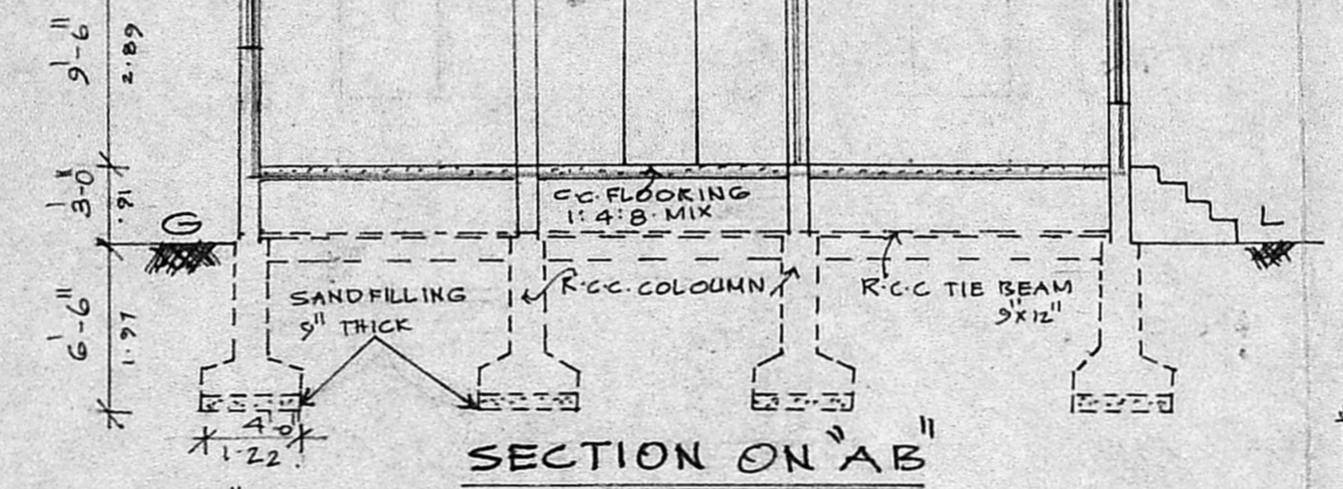 9'-6"
2.89
3'-0"
.91
G
C.C. FLOORING
1:4:8. MIX
L
6'-6"
1.97
SANDFILLING
9" THICK
R.C.C. COLOUMN
R.C.C TIE BEAM
9"X12"
4'-0"
1.22
SECTION ON "AB"